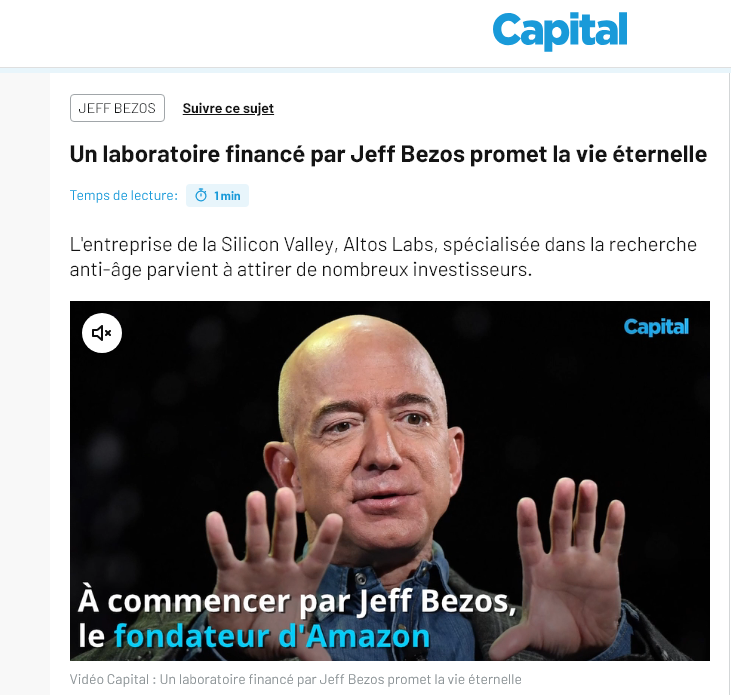 Capital
JEFF BEZOS Suivre ce sujet
Un laboratoire financé par Jeff Bezos promet la vie éternelle
Temps de lecture: 1 min
L'entreprise de la Silicon Valley, Altos Labs, spécialisée dans la recherche
anti-âge parvient à attirer de nombreux investisseurs.
Capital
À commencer par Jeff Bezos,
le fondateur d'Amazon
Vidéo Capital : Un laboratoire financé par Jeff Bezos promet la vie éternelle